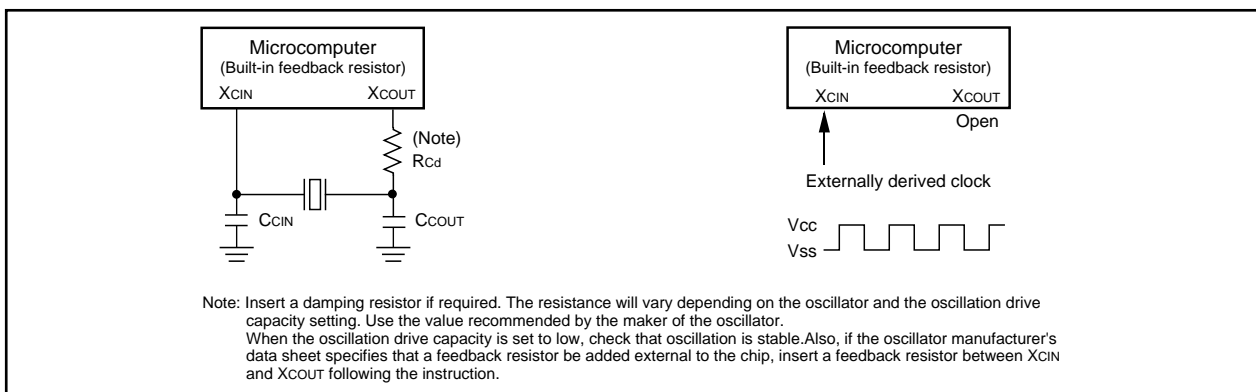 Microcomputer
(Built-in feedback resistor)
XCIN XCOUT
(Note)
RCd
CCIN CCOUT
Microcomputer
(Built-in feedback resistor)
XCIN XCOUT
Open
Externally derived clock
Vcc
Vss
Note: Insert a damping resistor if required. The resistance will vary depending on the oscillator and the oscillation drive
capacity setting. Use the value recommended by the maker of the oscillator.
When the oscillation drive capacity is set to low, check that oscillation is stable.Also, if the oscillator manufacturer's
data sheet specifies that a feedback resistor be added external to the chip, insert a feedback resistor between XCIN
and XCOUT following the instruction.